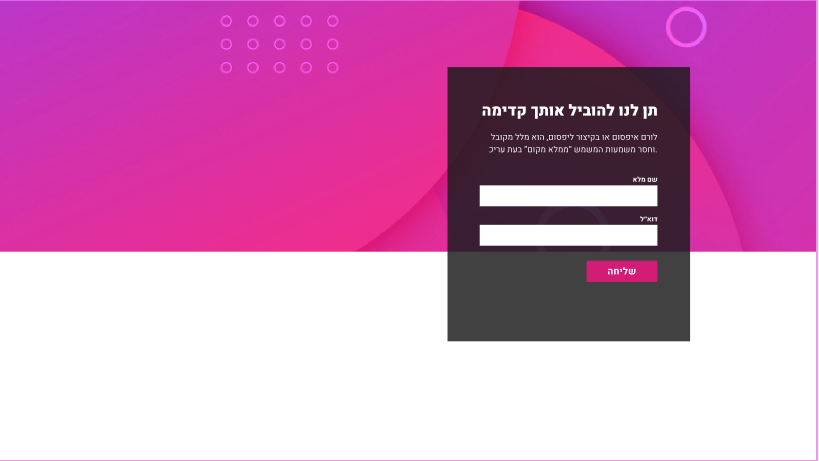 תן לנו להוביל אותך קדימה
לורם איפסום או בקיצור ליפסום, הוא מלל מקובל
וחסר משמעות המשמש "ממלא מקום" בעת עריכ.
שם מלא
דוא"ל
שליחה